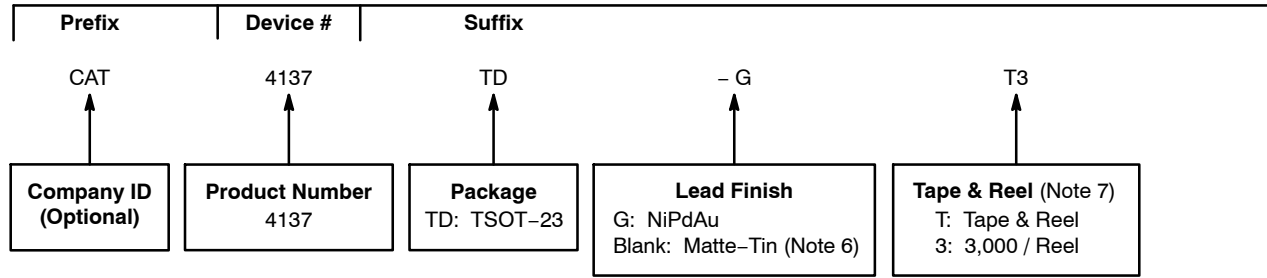 Prefix Device # Suffix
CAT 4137 TD – G T3
Company ID
(Optional)
Product Number
4137
Package
TD: TSOT–23
Lead Finish
G: NiPdAu
Blank: Matte–Tin (Note 6)
Tape & Reel (Note 7)
T: Tape & Reel
3: 3,000 / Reel